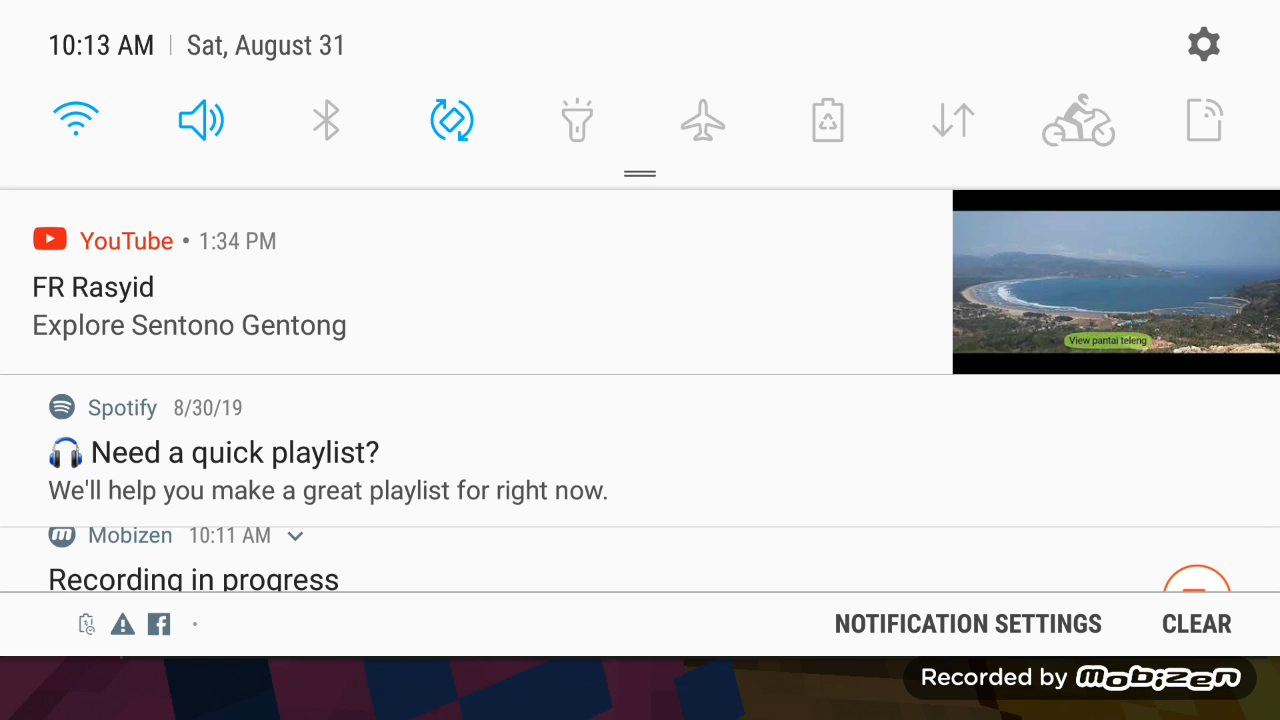 10:13 AM | Sat, August 31
YouTube • 1:34 PM
FR Rasyid
Explore Sentono Gentong
View pantai teleng
Spotify 8/30/19
🎧 Need a quick playlist?
We'll help you make a great playlist for right now.
Mobizen 10:11 AM
Recording in progress
NOTIFICATION SETTINGS CLEAR
Recorded by mobizen